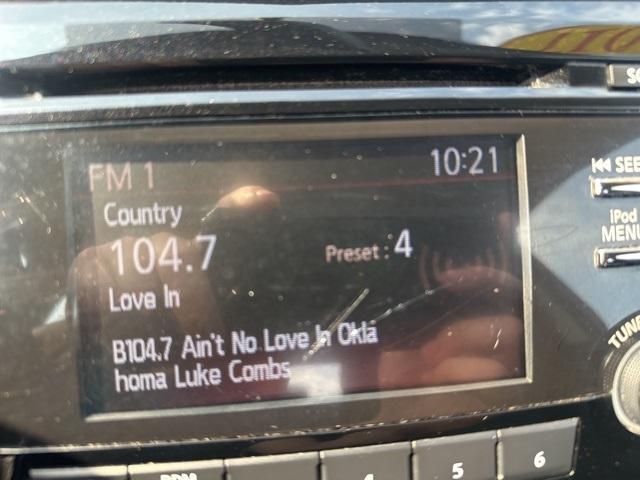 FM 1 10:21
Country
104.7 Preset : 4
Love In
B104.7 Ain't No Love In Okla
homa Luke Combs
SEE
iPod
MENU
TUNE
4 5 6